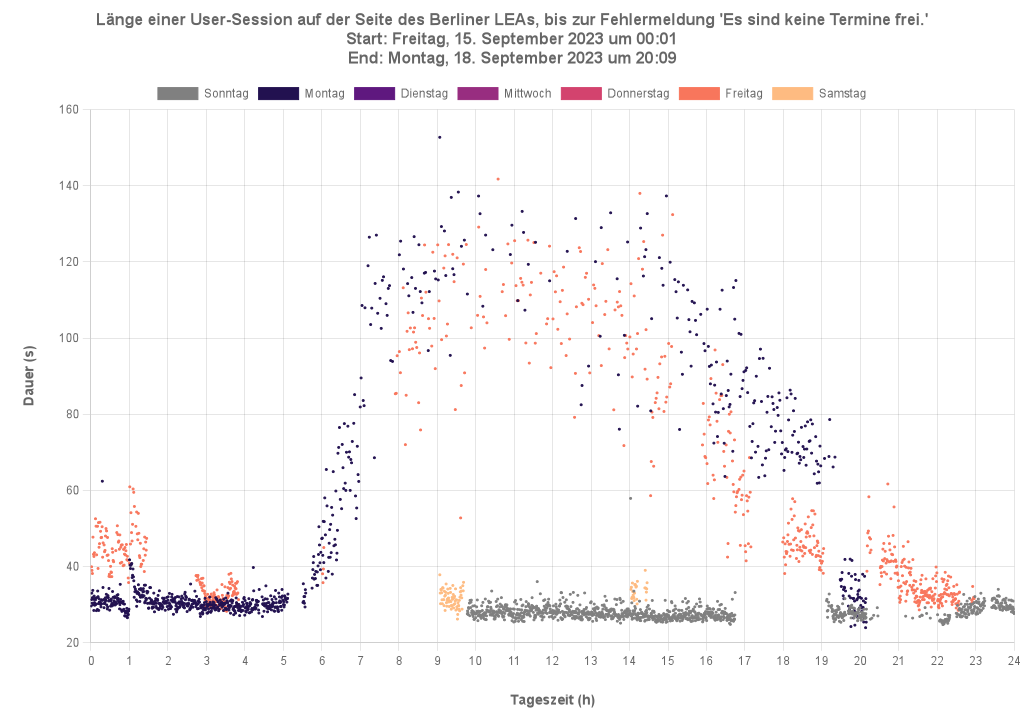 Länge einer User-Session auf der Seite des Berliner LEAs, bis zur Fehlermeldung 'Es sind keine Termine frei.'
Start: Freitag, 15. September 2023 um 00:01
End: Montag, 18. September 2023 um 20:09
Sonntag Montag Dienstag Mittwoch Donnerstag Freitag Samstag
160
140
120
100
80
60
40
20
Dauer (s)
0 1 2 3 4 5 6 7 8 9 10 11 12 13 14 15 16 17 18 19 20 21 22 23 24
Tageszeit (h)